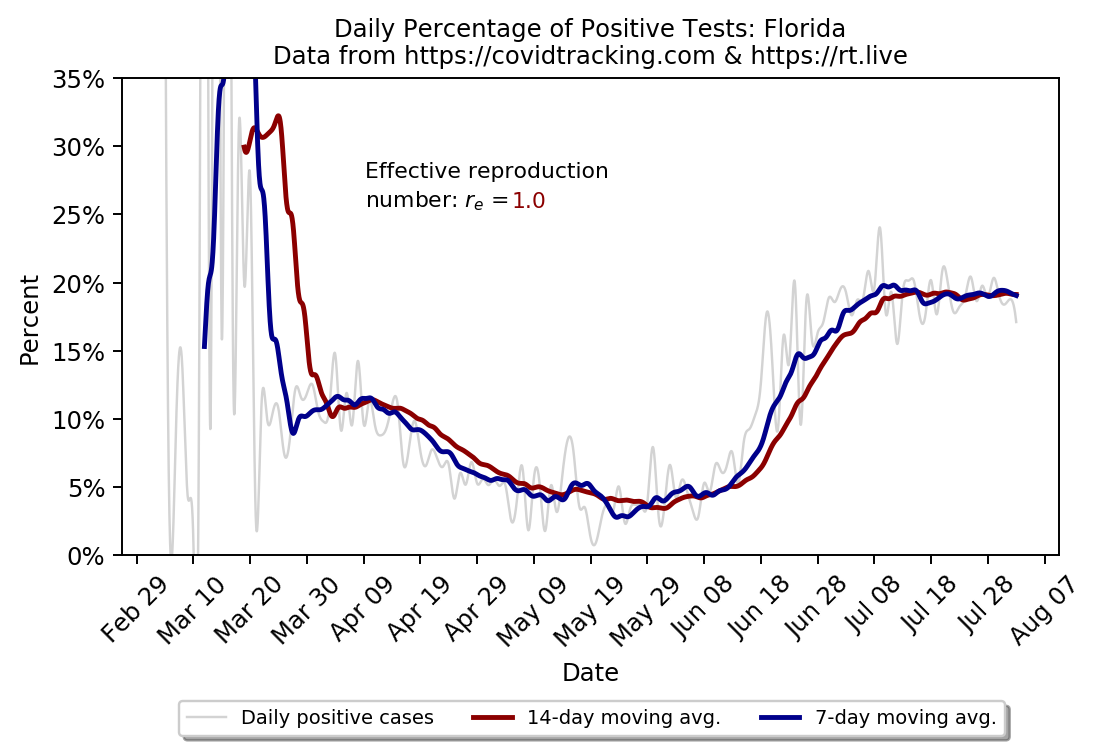 Daily Percentage of Positive Tests: Florida
Data from https://covidtracking.com & https://rt.live
35%
30%
25%
20%
15%
10%
5%
0%
Percent
Effective reproduction
number: rₑ = 1.0
Feb 29
Mar 10
Mar 20
Mar 30
Apr 09
Apr 19
Apr 29
May 09
May 19
May 29
Jun 08
Jun 18
Jun 28
Jul 08
Jul 18
Jul 28
Aug 07
Date
Daily positive cases
14-day moving avg.
7-day moving avg.